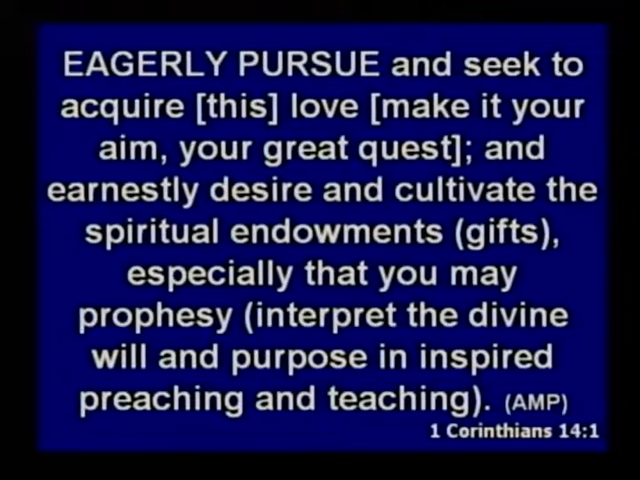 EAGERLY PURSUE and seek to
acquire [this] love [make it your
aim, your great quest]; and
earnestly desire and cultivate the
spiritual endowments (gifts),
especially that you may
prophesy (interpret the divine
will and purpose in inspired
preaching and teaching). (AMP)
1 Corinthians 14:1